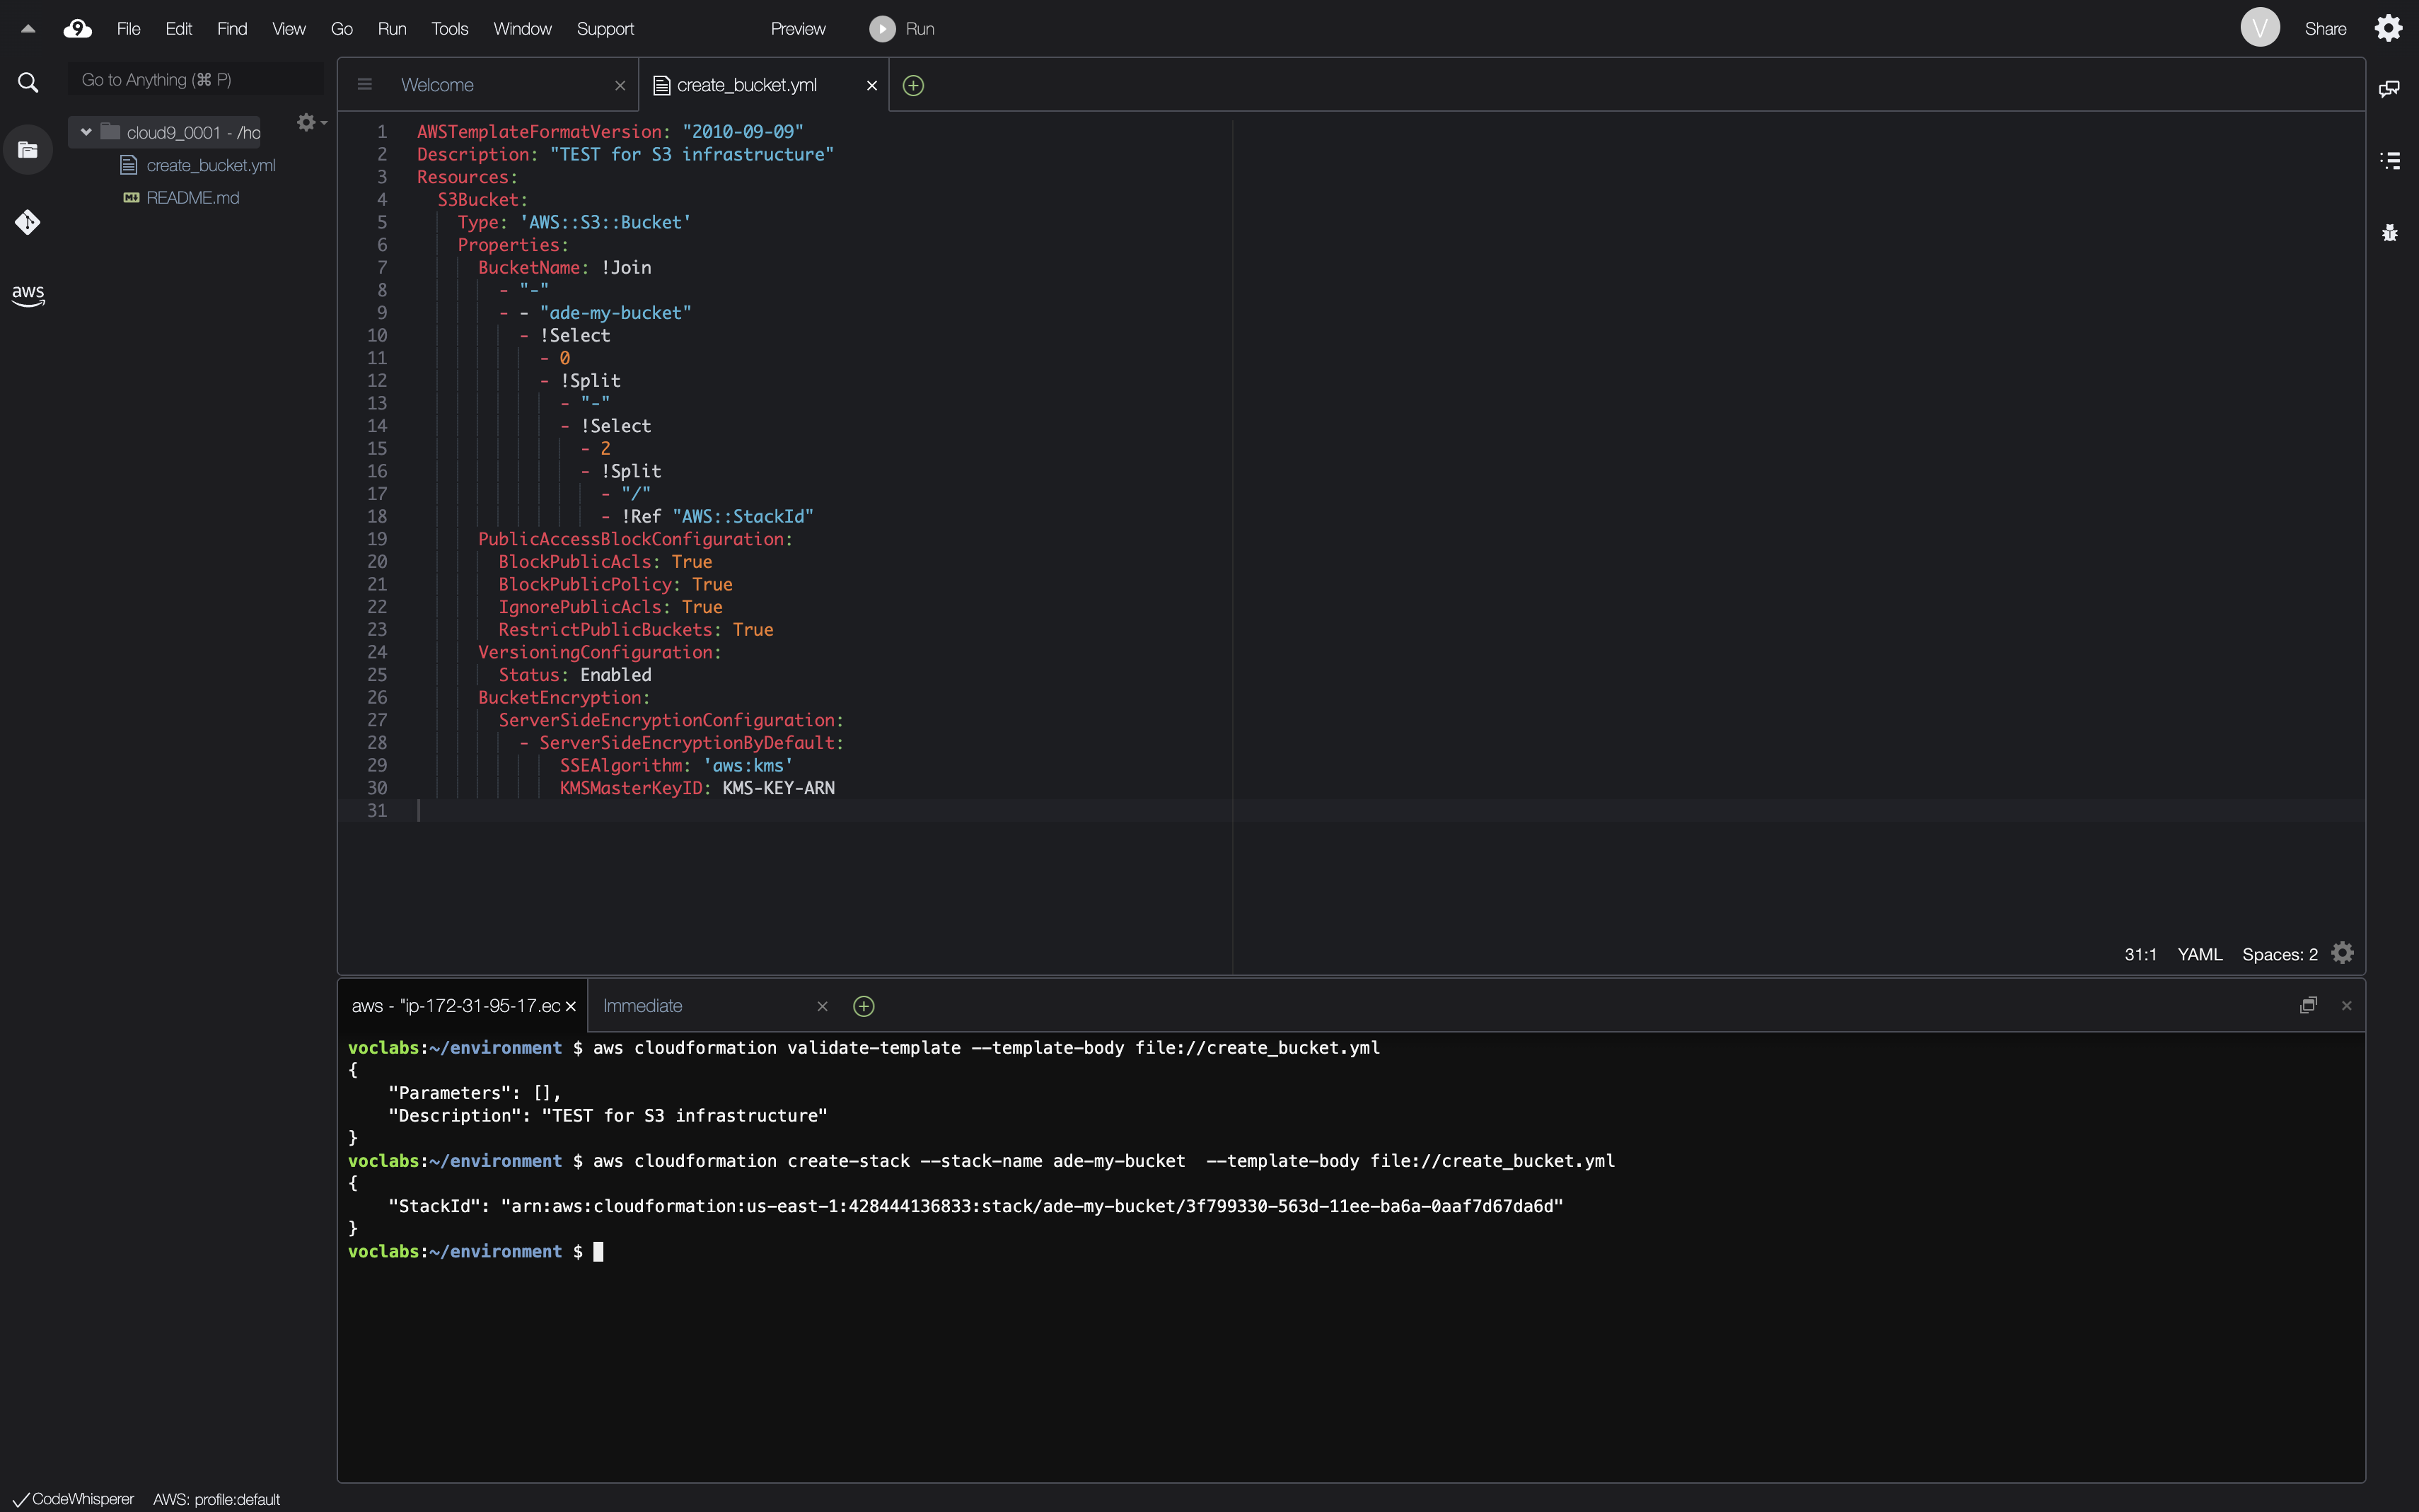 File Edit Find View Go Run Tools Window Support Preview Run V Share
Go to Anything (⌘ P)
cloud9_0001 - /ho
create_bucket.yml
README.md
aws
Welcome
create_bucket.yml
1 AWSTemplateFormatVersion: "2010-09-09"
2 Description: "TEST for S3 infrastructure"
3 Resources:
4   S3Bucket:
5     Type: 'AWS::S3::Bucket'
6     Properties:
7       BucketName: !Join
8         - "-"
9         - - "ade-my-bucket"
10           - !Select
11             - 0
12             - !Split
13               - "-"
14               - !Select
15                 - 2
16                 - !Split
17                   - "/"
18                   - !Ref "AWS::StackId"
19       PublicAccessBlockConfiguration:
20         BlockPublicAcls: True
21         BlockPublicPolicy: True
22         IgnorePublicAcls: True
23         RestrictPublicBuckets: True
24       VersioningConfiguration:
25         Status: Enabled
26       BucketEncryption:
27         ServerSideEncryptionConfiguration:
28           - ServerSideEncryptionByDefault:
29               SSEAlgorithm: 'aws:kms'
30               KMSMasterKeyID: KMS-KEY-ARN
31
31:1 YAML Spaces: 2
aws - "ip-172-31-95-17.ec
Immediate
voclabs:~/environment $ aws cloudformation validate-template --template-body file://create_bucket.yml
{
    "Parameters": [],
    "Description": "TEST for S3 infrastructure"
}
voclabs:~/environment $ aws cloudformation create-stack --stack-name ade-my-bucket  --template-body file://create_bucket.yml
{
    "StackId": "arn:aws:cloudformation:us-east-1:428444136833:stack/ade-my-bucket/3f799330-563d-11ee-ba6a-0aaf7d67da6d"
}
voclabs:~/environment $
CodeWhisperer AWS: profile:default